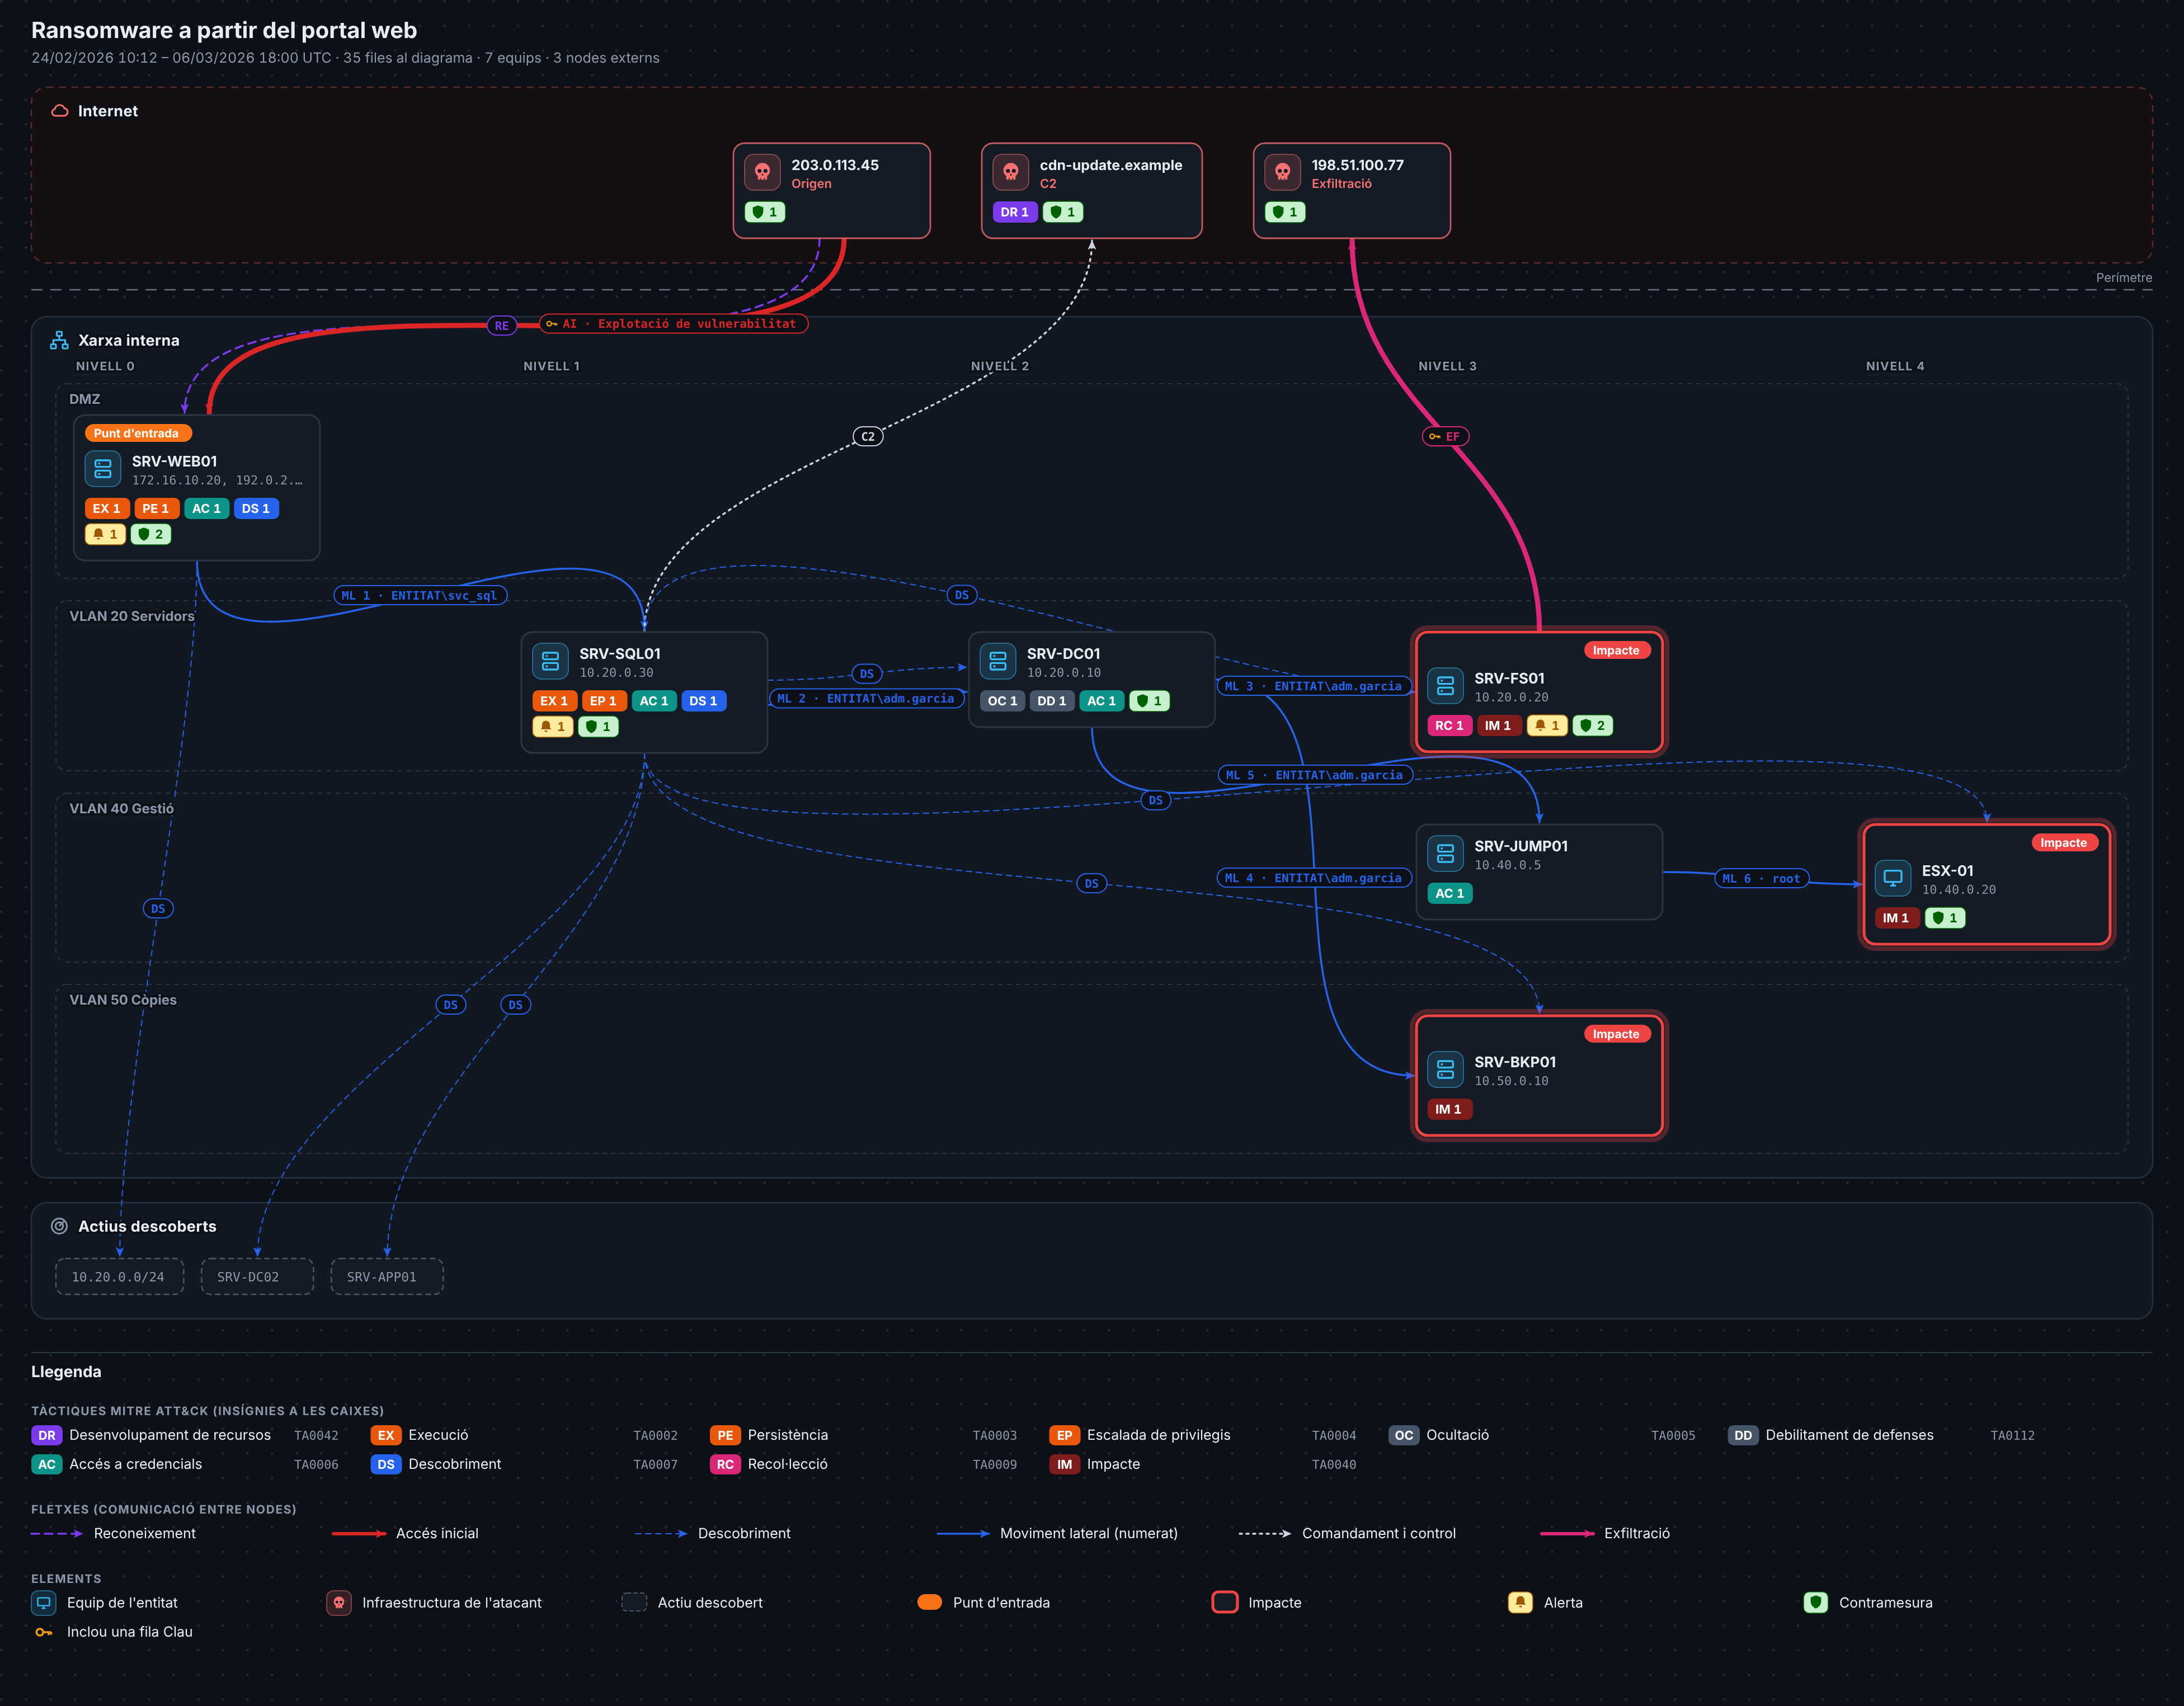 Ransomware a partir del portal web
24/02/2026 10:12 – 06/03/2026 18:00 UTC · 35 files al diagrama · 7 equips · 3 nodes externs
Internet
203.0.113.45
Origen
1
cdn-update.example
C2
DR 1 1
198.51.100.77
Exfiltració
1
Perímetre
RE
AI · Explotació de vulnerabilitat
Xarxa interna
NIVELL 0
NIVELL 1
NIVELL 2
NIVELL 3
NIVELL 4
DMZ
Punt d'entrada
SRV-WEB01
172.16.10.20, 192.0.2.…
EX 1 PE 1 AC 1 DS 1
1 2
C2
EF
ML 1 · ENTITAT\svc_sql
DS
VLAN 20 Servidors
SRV-SQL01
10.20.0.30
EX 1 EP 1 AC 1 DS 1
1 1
DS
ML 2 · ENTITAT\adm.garcia
SRV-DC01
10.20.0.10
OC 1 DD 1 AC 1 1
ML 3 · ENTITAT\adm.garcia
Impacte
SRV-FS01
10.20.0.20
RC 1 IM 1 1 2
ML 5 · ENTITAT\adm.garcia
DS
VLAN 40 Gestió
DS
DS
ML 4 · ENTITAT\adm.garcia
SRV-JUMP01
10.40.0.5
AC 1
ML 6 · root
Impacte
ESX-01
10.40.0.20
IM 1 1
VLAN 50 Còpies
DS
DS
Impacte
SRV-BKP01
10.50.0.10
IM 1
Actius descoberts
10.20.0.0/24
SRV-DC02
SRV-APP01
Llegenda
TÀCTIQUES MITRE ATT&CK (INSÍGNIES A LES CAIXES)
DR Desenvolupament de recursos TA0042
EX Execució TA0002
PE Persistència TA0003
EP Escalada de privilegis TA0004
OC Ocultació TA0005
DD Debilitament de defenses TA0112
AC Accés a credencials TA0006
DS Descobriment TA0007
RC Recol·lecció TA0009
IM Impacte TA0040
FLETXES (COMUNICACIÓ ENTRE NODES)
Reconeixement
Accés inicial
Descobriment
Moviment lateral (numerat)
Comandament i control
Exfiltració
ELEMENTS
Equip de l'entitat
Infraestructura de l'atacant
Actiu descobert
Punt d'entrada
Impacte
Alerta
Contramesura
Inclou una fila Clau